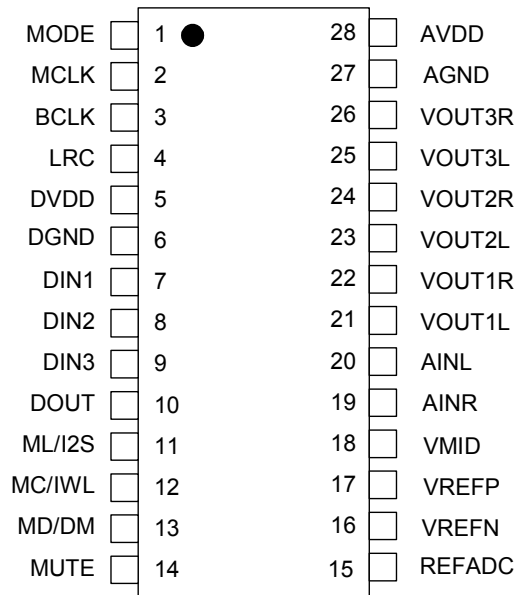 MODE 1 28 AVDD
MCLK 2 27 AGND
BCLK 3 26 VOUT3R
LRC 4 25 VOUT3L
DVDD 5 24 VOUT2R
DGND 6 23 VOUT2L
DIN1 7 22 VOUT1R
DIN2 8 21 VOUT1L
DIN3 9 20 AINL
DOUT 10 19 AINR
ML/I2S 11 18 VMID
MC/IWL 12 17 VREFP
MD/DM 13 16 VREFN
MUTE 14 15 REFADC